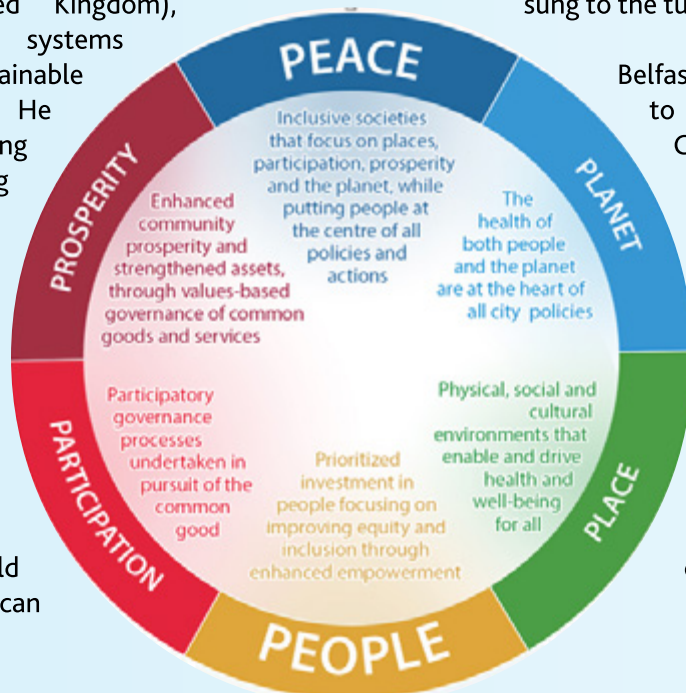 ed Kingdom),
systems
ainable
He
ng
g
sung to the tu
Belfas
to
PEACE
Inclusive societies
that focus on places,
participation, prosperity
and the planet, while
putting people at
the centre of all
policies and
actions
PLANET
The
health of
both people
and the planet
are at the heart of
all city policies
PLACE
Physical, social and
cultural
environments that
enable and drive
health and
well-being
for all
PEOPLE
Prioritized
investment in
people focusing on
improving equity and
inclusion through
enhanced empowerment
PARTICIPATION
Participatory
governance
processes
undertaken in
pursuit of the
common
good
PROSPERITY
Enhanced
community
prosperity and
strengthened assets,
through values-based
governance of common
goods and services
ld
can